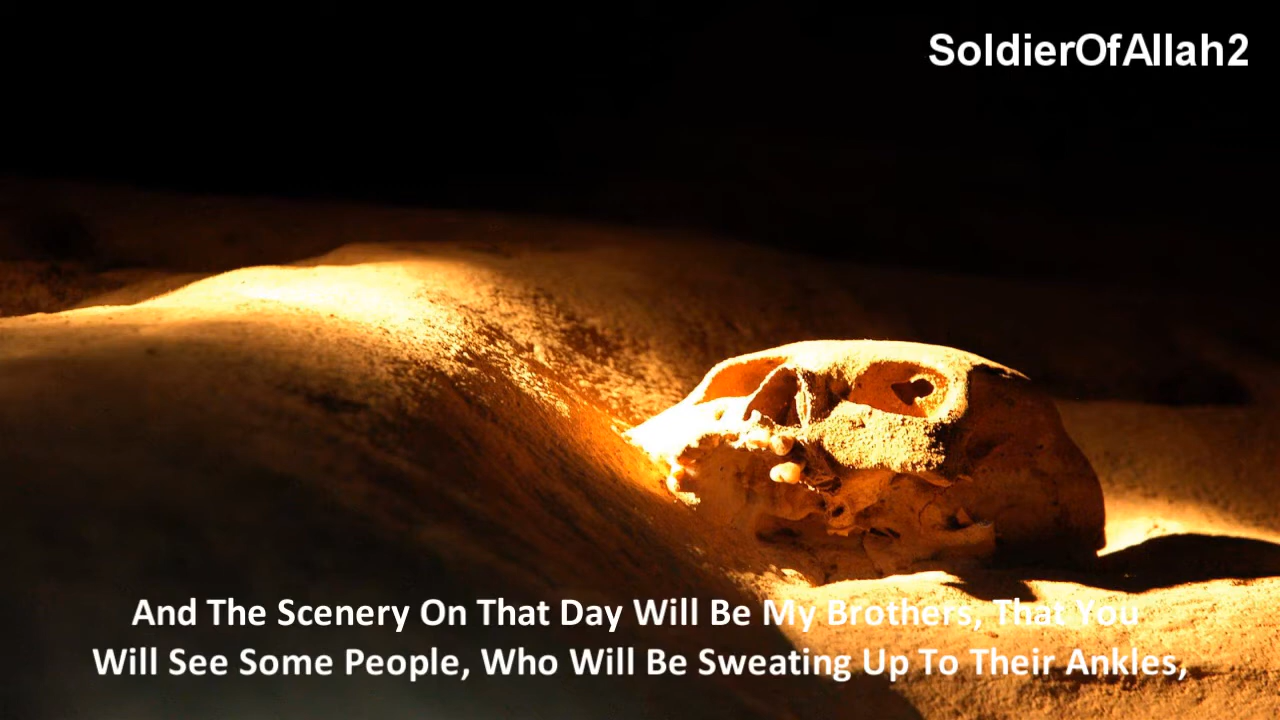 SoldierOfAllah2
And The Scenery On That Day Will Be My Brothers, That You
Will See Some People, Who Will Be Sweating Up To Their Ankles,